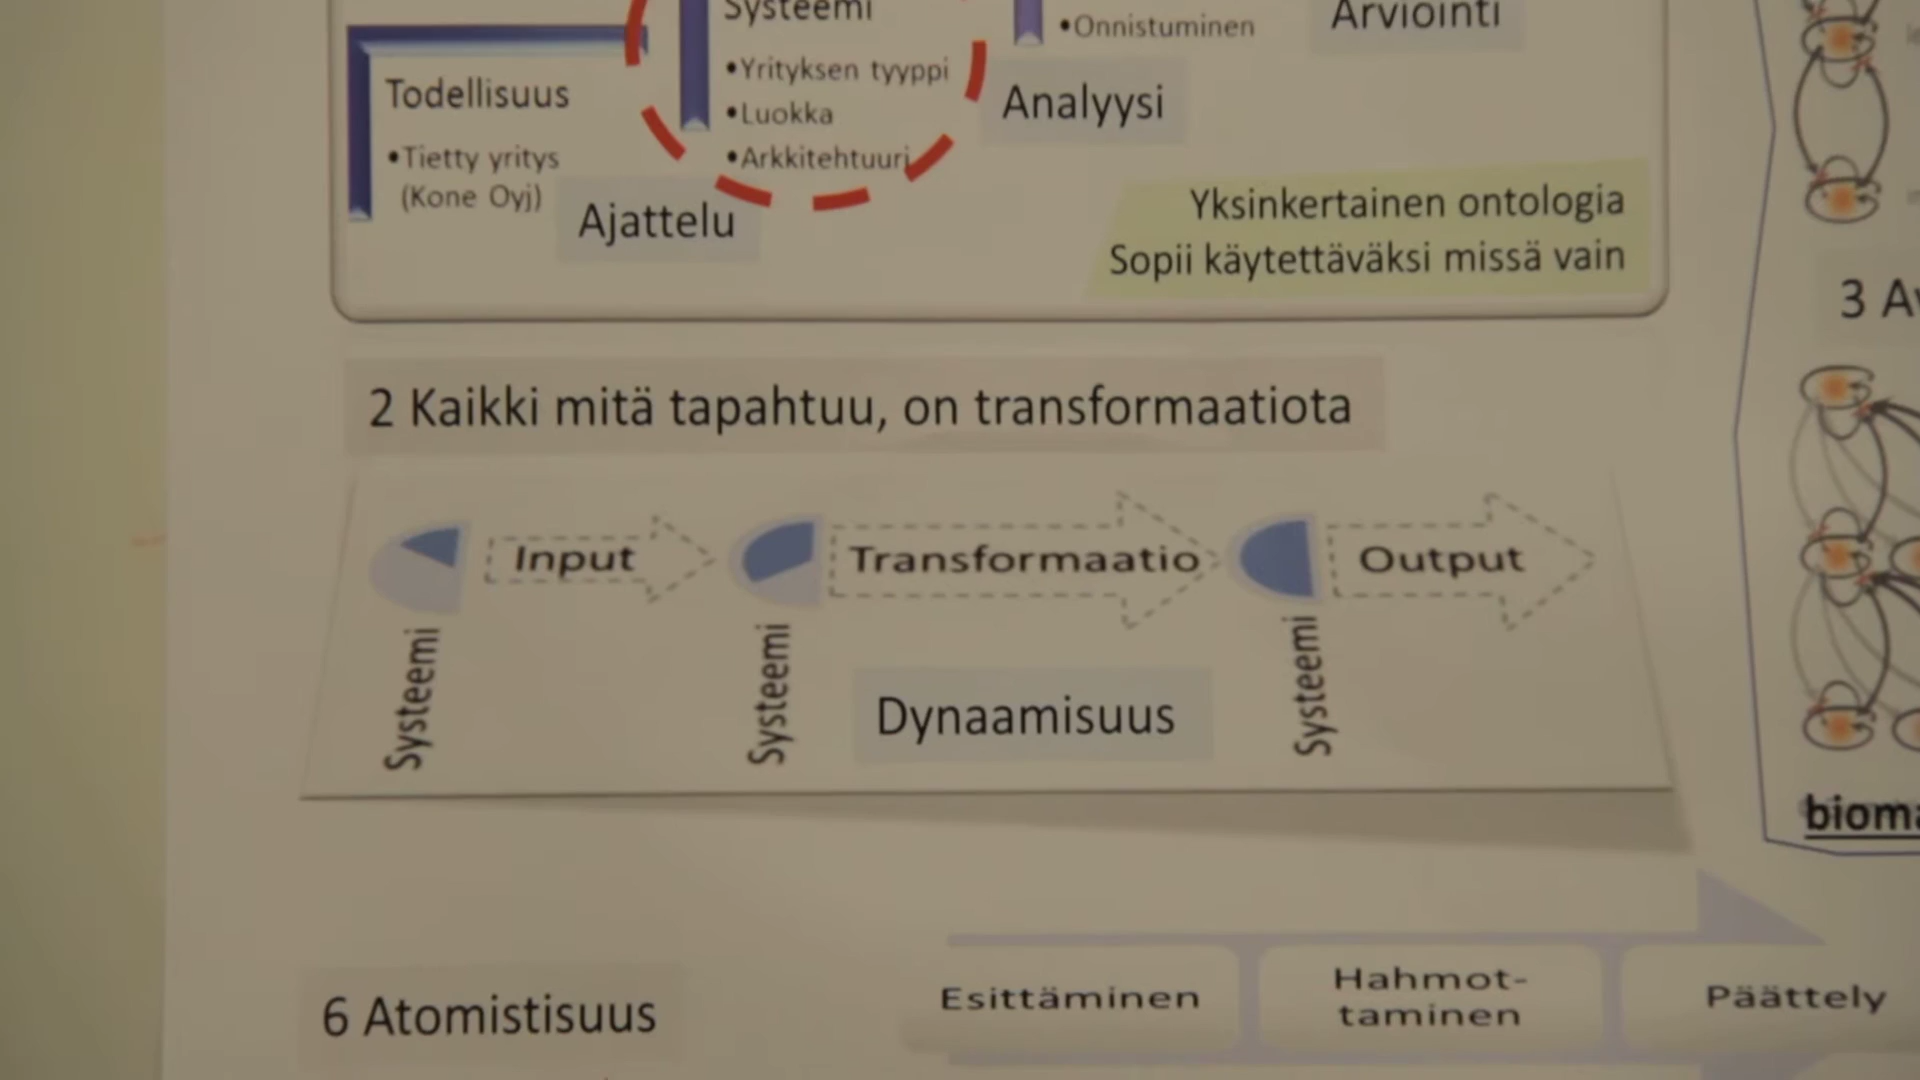 Systeemi
•Yrityksen tyyppi
•Luokka
•Arkkitehtuuri
•Onnistuminen
Arviointi
Todellisuus
•Tietty yritys
(Kone Oyj)
Analyysi
Ajattelu
Yksinkertainen ontologia
Sopii käytettäväksi missä vain
2 Kaikki mitä tapahtuu, on transformaatiota
Input
Transformaatio
Output
Systeemi
Systeemi
Systeemi
Dynaamisuus
6 Atomistisuus
Esittäminen
Hahmot-
taminen
Päättely
3